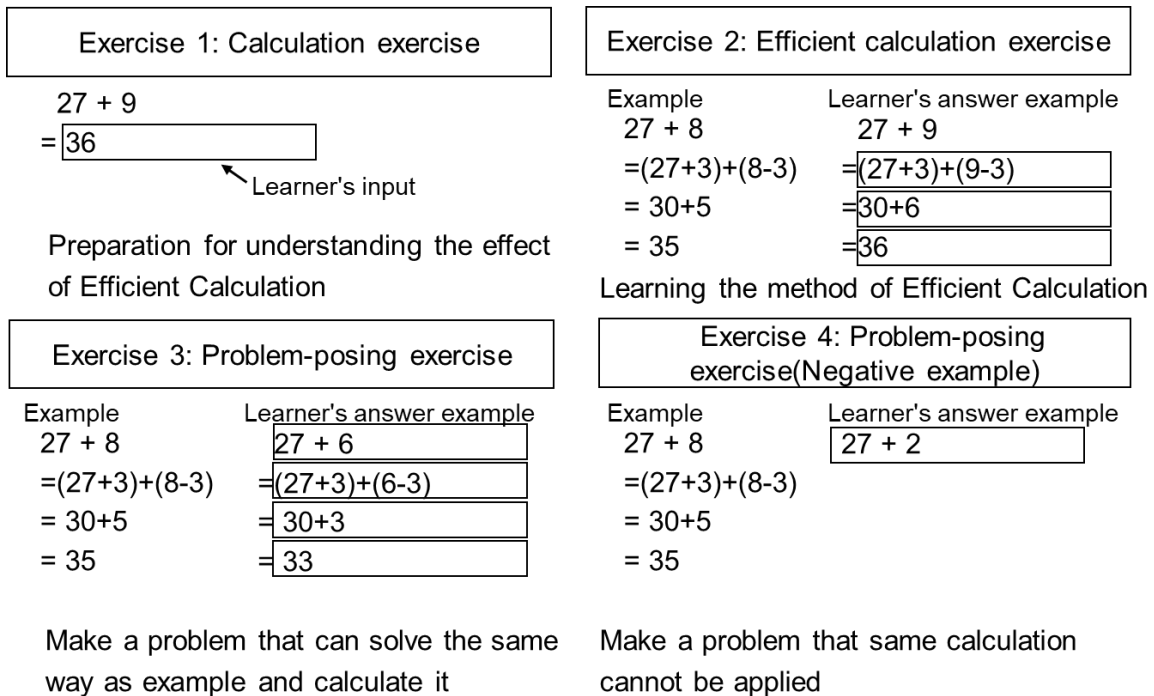 Exercise 1: Calculation exercise
27 + 9
= 36
Learner's input
Preparation for understanding the effect
of Efficient Calculation
Exercise 2: Efficient calculation exercise
Example
27 + 8
=(27+3)+(8-3)
= 30+5
= 35
Learner's answer example
27 + 9
=(27+3)+(9-3)
=30+6
=36
Learning the method of Efficient Calculation
Exercise 3: Problem-posing exercise
Example
27 + 8
=(27+3)+(8-3)
= 30+5
= 35
Learner's answer example
27 + 6
=(27+3)+(6-3)
= 30+3
= 33
Make a problem that can solve the same
way as example and calculate it
Exercise 4: Problem-posing
exercise(Negative example)
Example
27 + 8
=(27+3)+(8-3)
= 30+5
= 35
Learner's answer example
27 + 2
Make a problem that same calculation
cannot be applied